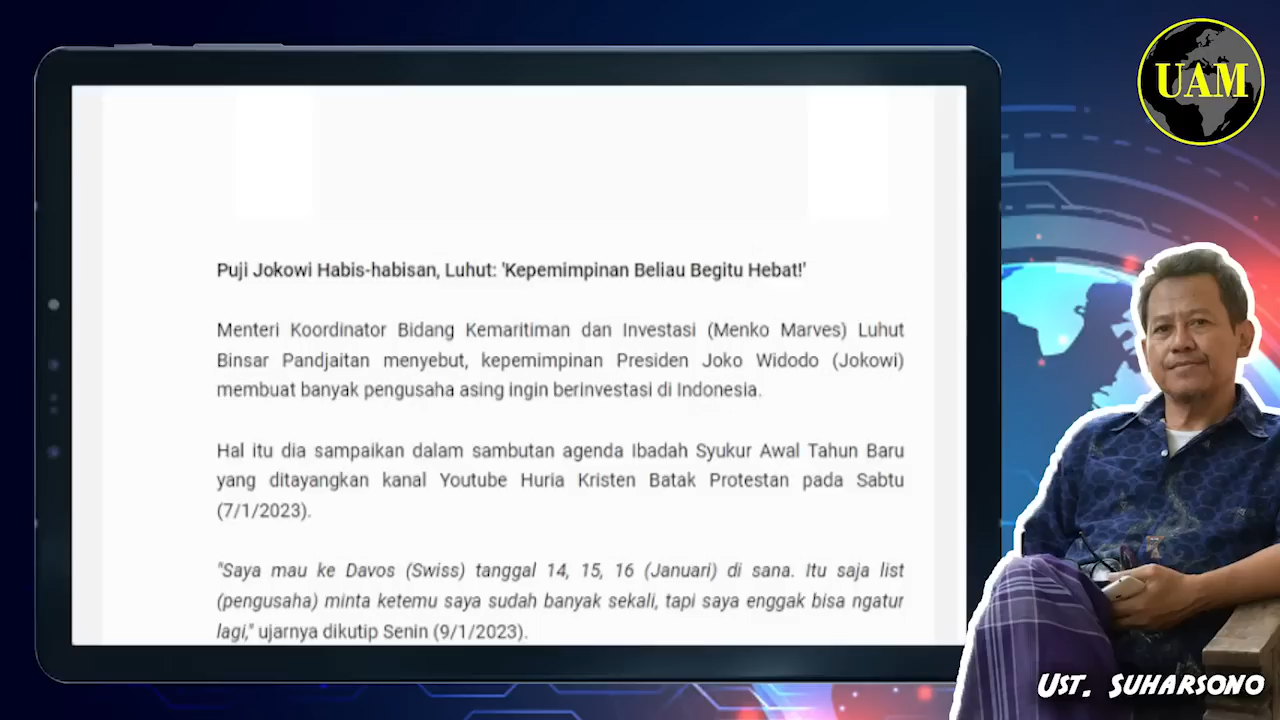 UAM
Puji Jokowi Habis-habisan, Luhut: 'Kepemimpinan Beliau Begitu Hebat!'
Menteri Koordinator Bidang Kemaritiman dan Investasi (Menko Marves) Luhut
Binsar Pandjaitan menyebut, kepemimpinan Presiden Joko Widodo (Jokowi)
membuat banyak pengusaha asing ingin berinvestasi di Indonesia.
Hal itu dia sampaikan dalam sambutan agenda Ibadah Syukur Awal Tahun Baru
yang ditayangkan kanal Youtube Huria Kristen Batak Protestan pada Sabtu
(7/1/2023).
"Saya mau ke Davos (Swiss) tanggal 14, 15, 16 (Januari) di sana. Itu saja list
(pengusaha) minta ketemu saya sudah banyak sekali, tapi saya enggak bisa ngatur
lagi," ujarnya dikutip Senin (9/1/2023).
UST. SUHARSONO